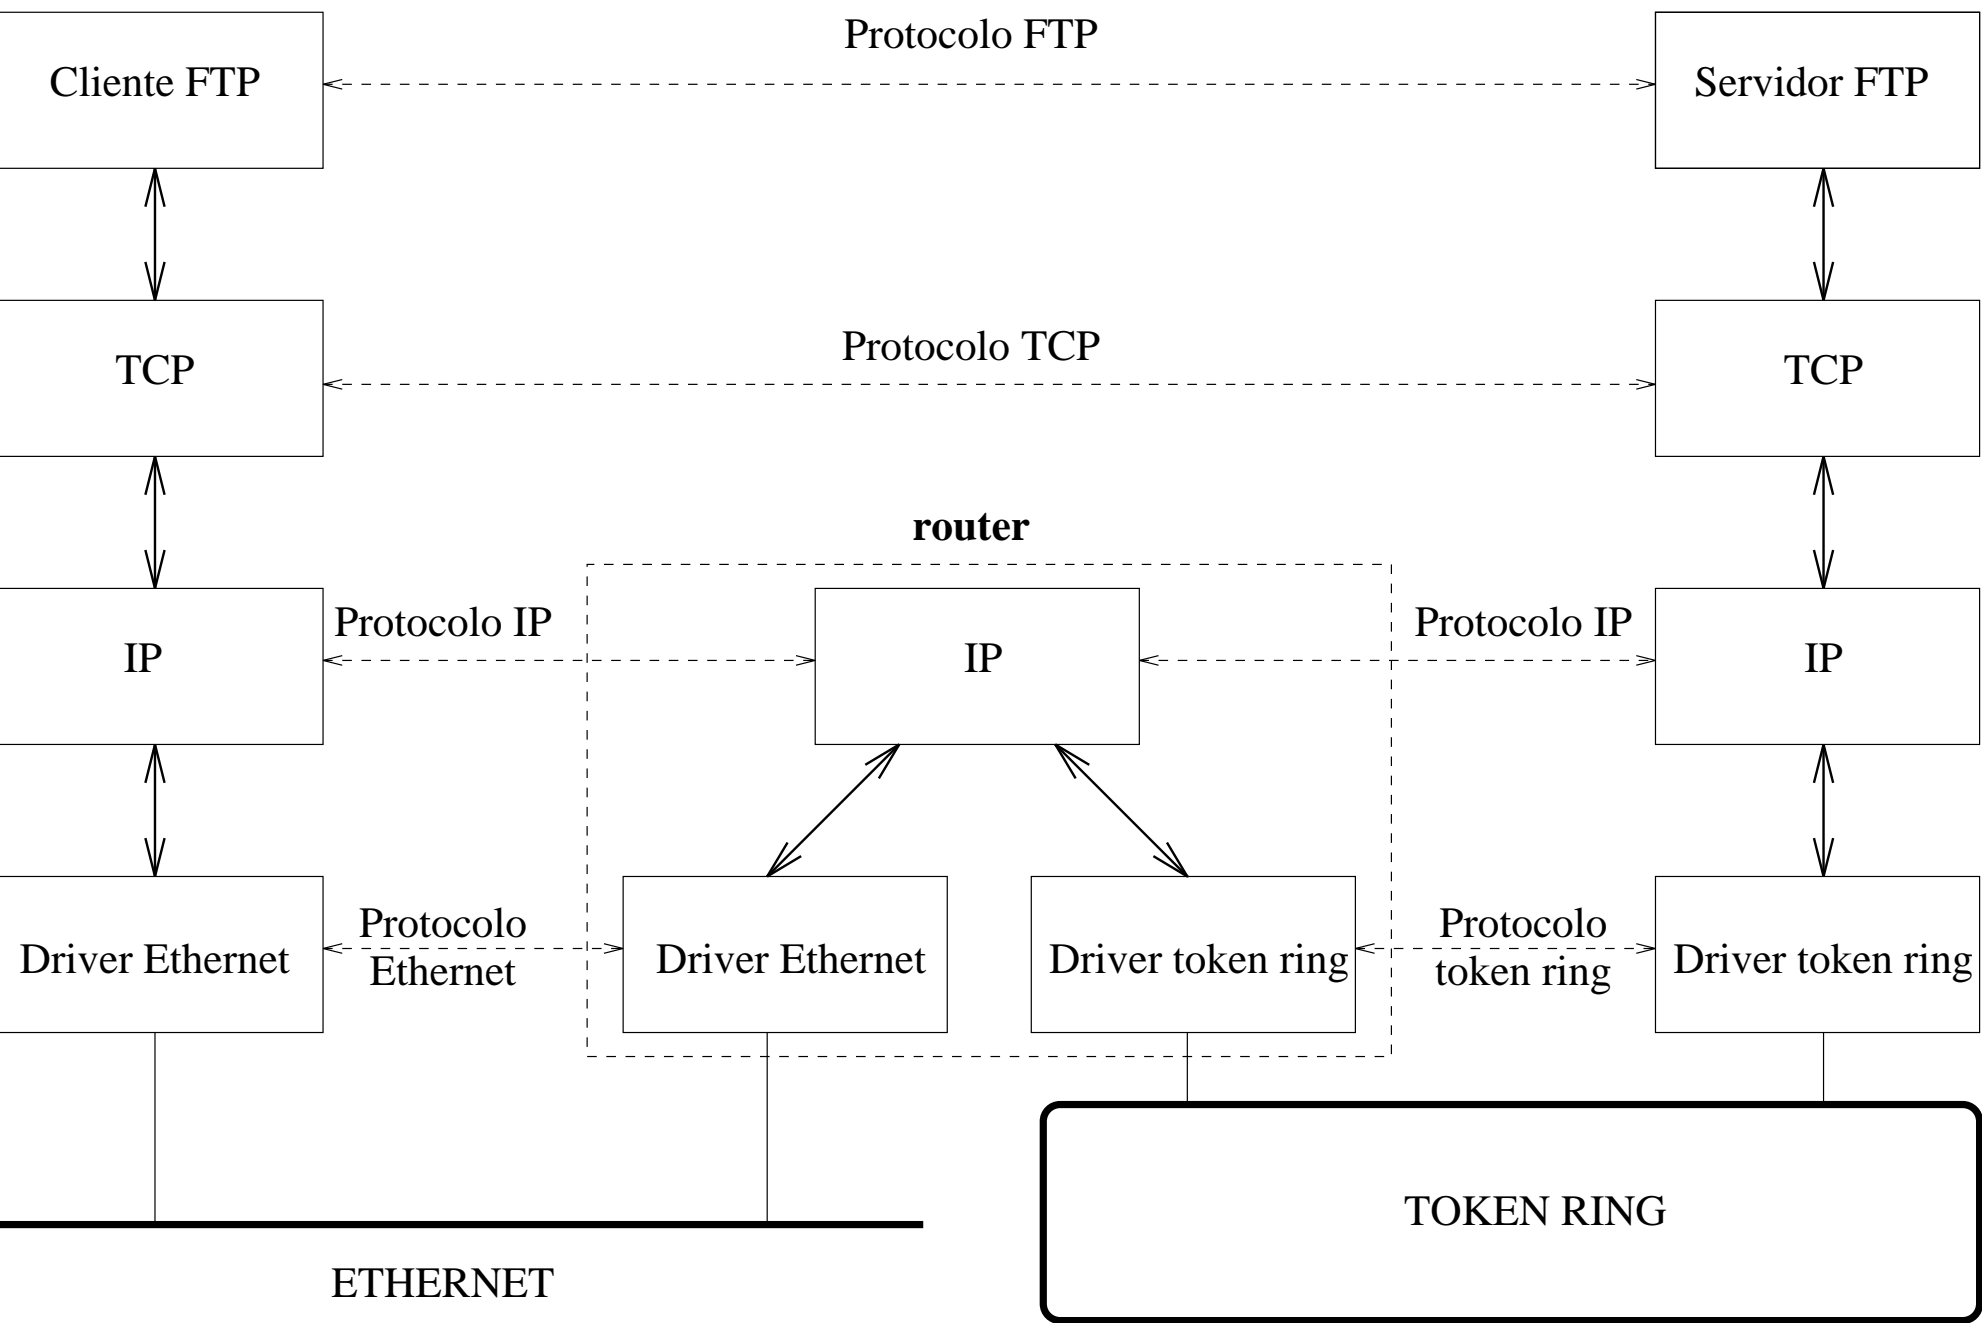 Protocolo FTP
Cliente FTP
Servidor FTP
Protocolo TCP
TCP
TCP
router
Protocolo IP
Protocolo IP
IP
IP
IP
Protocolo
Ethernet
Protocolo
token ring
Driver Ethernet
Driver Ethernet
Driver token ring
Driver token ring
TOKEN RING
ETHERNET